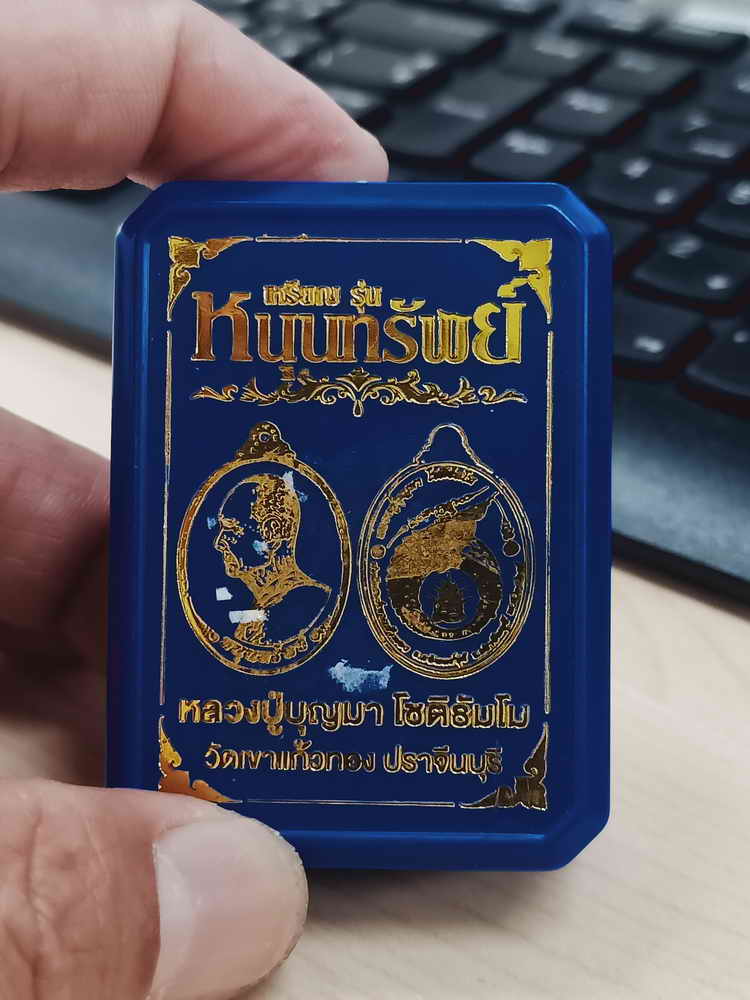 เหรียญ รุ่น
หนุนทรัพย์
หลวงปู่บุญมา โชติธัมโม
วัดเขาแก้วทอง ปราจีนบุรี